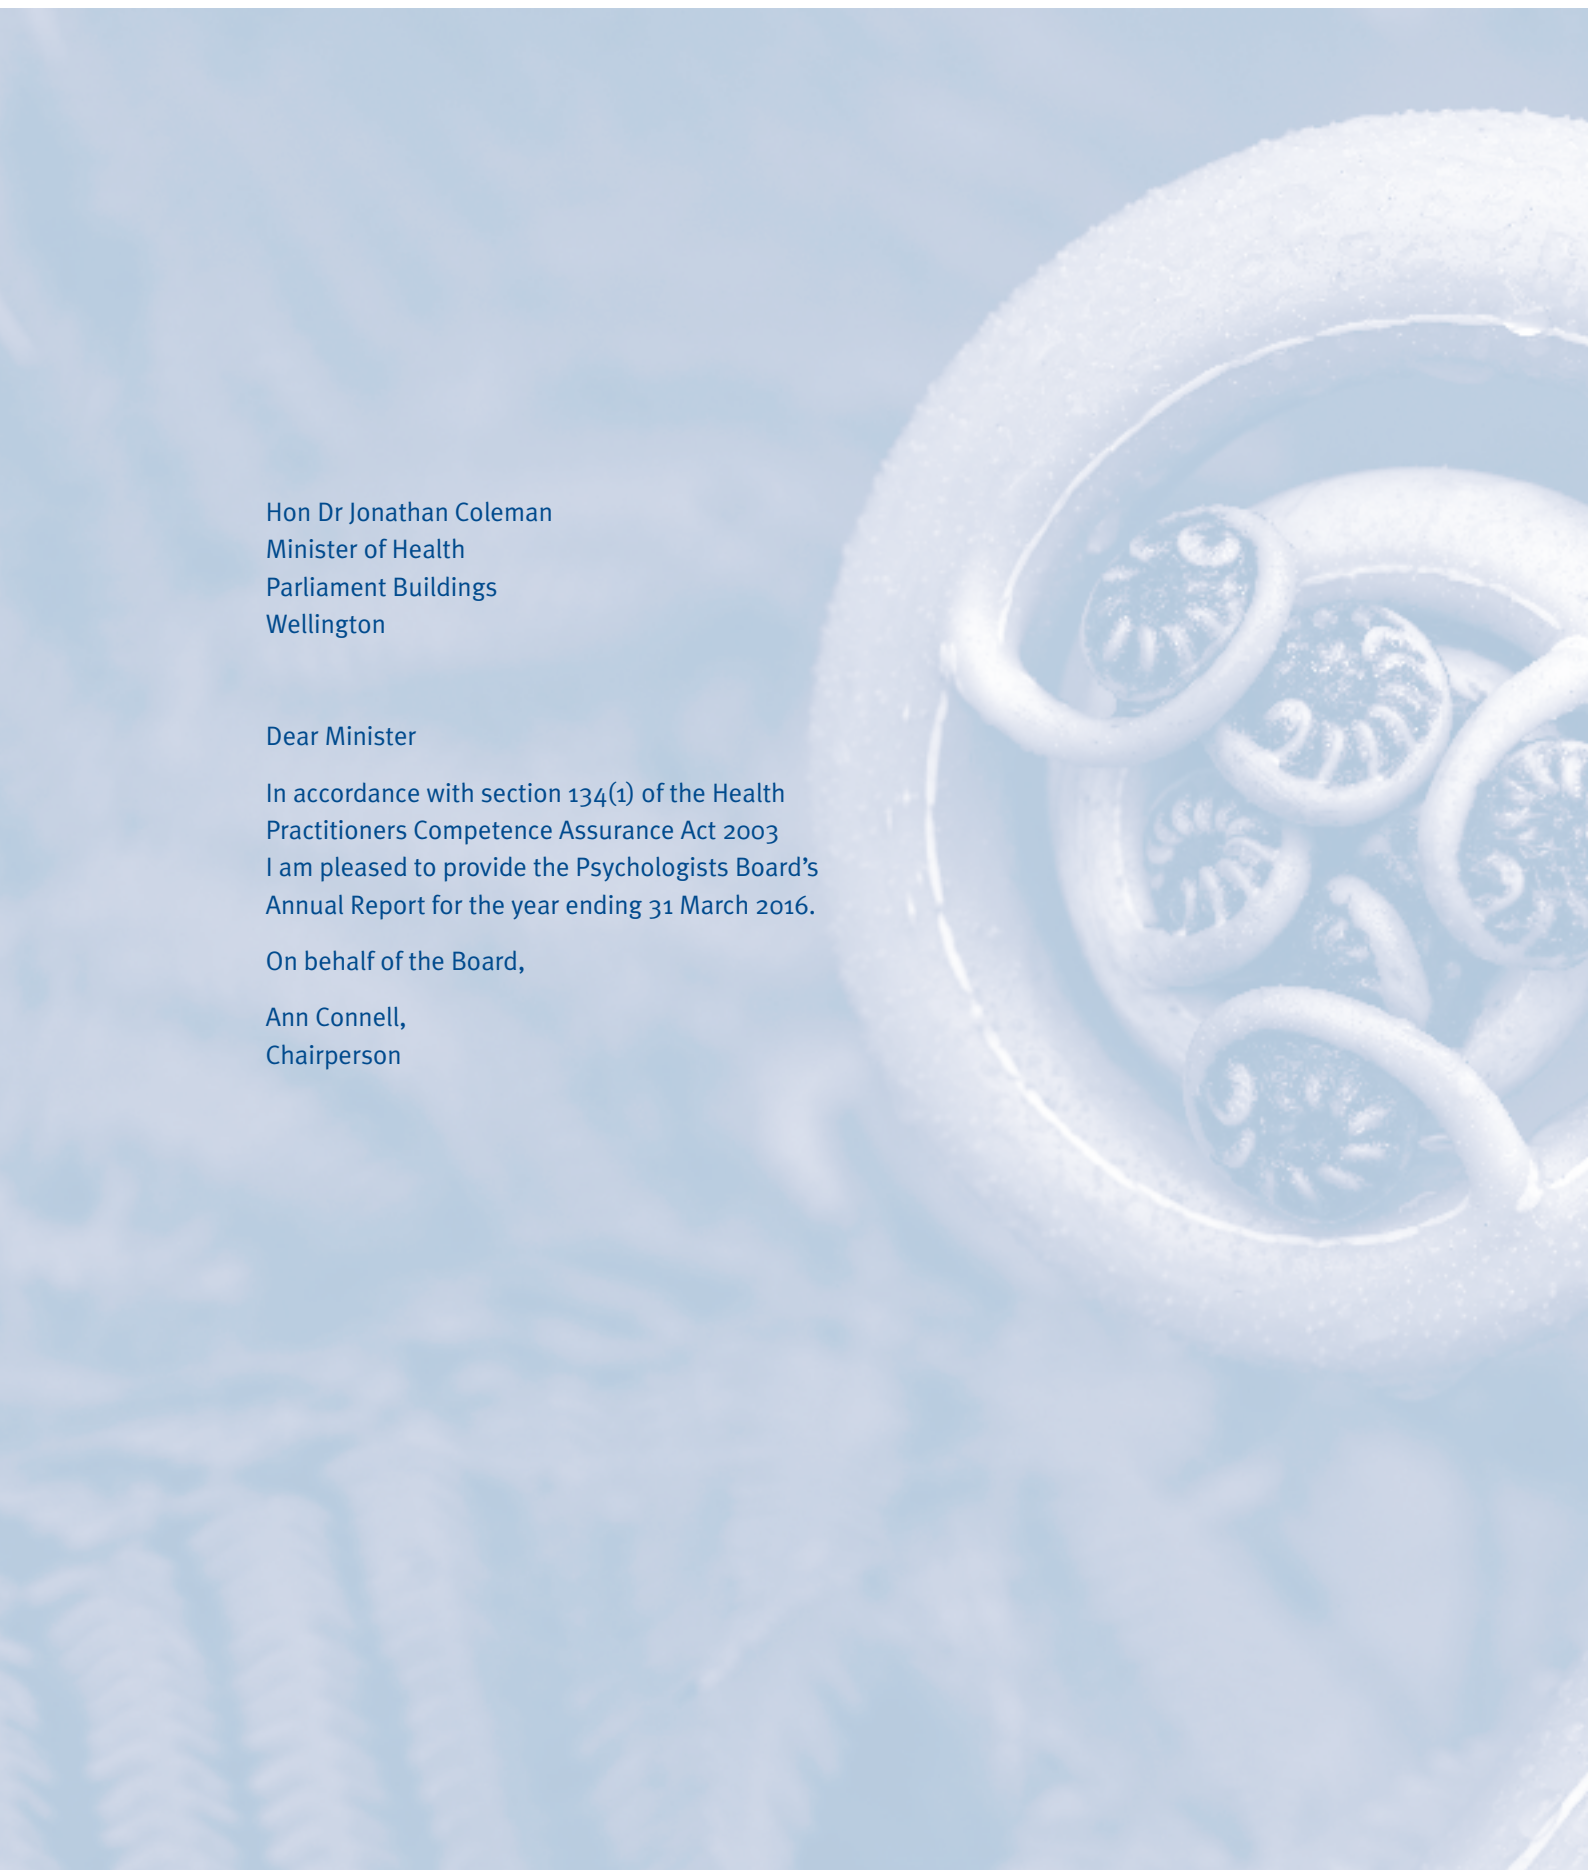 Hon Dr Jonathan Coleman
Minister of Health
Parliament Buildings
Wellington
Dear Minister
In accordance with section 134(1) of the Health
Practitioners Competence Assurance Act 2003
I am pleased to provide the Psychologists Board’s
Annual Report for the year ending 31 March 2016.
On behalf of the Board,
Ann Connell,
Chairperson